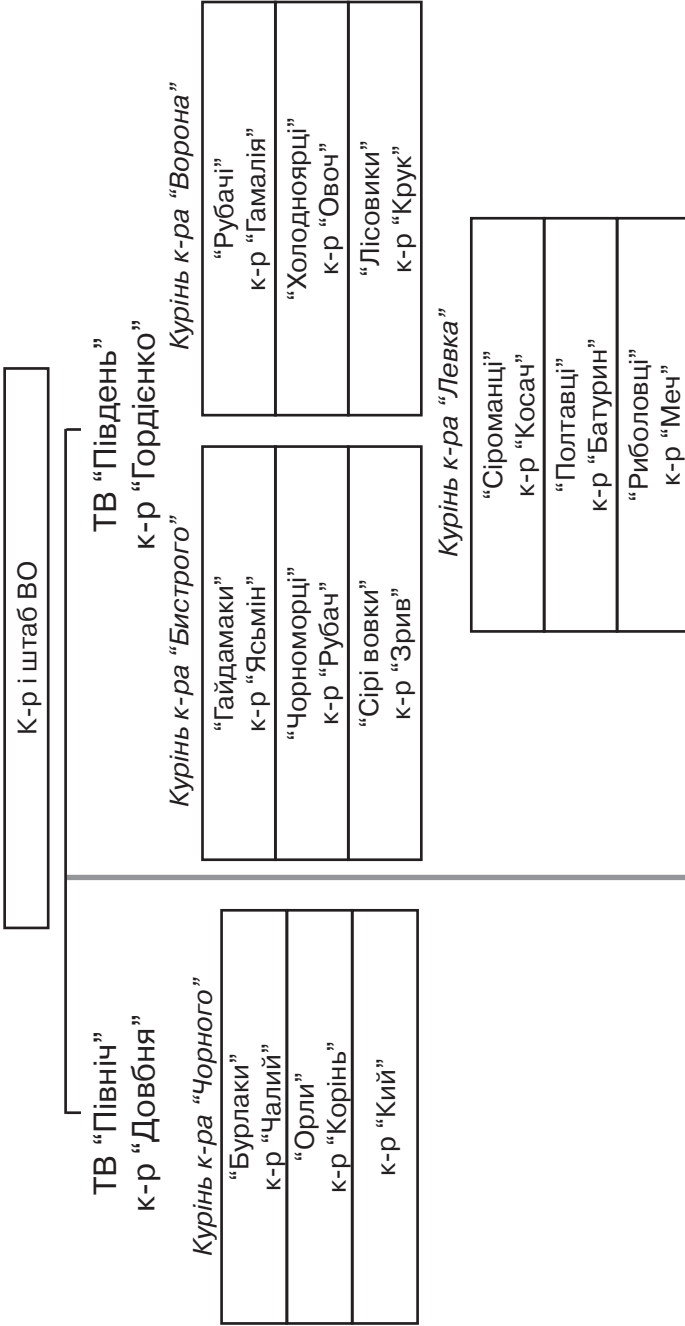 К-р і штаб ВО
ТВ “Північ”
к-р “Довбня”
Курінь к-ра “Чорного”
“Бурлаки”
к-р “Чалий”
“Орли”
к-р “Корінь”
к-р “Кий”
ТВ “Південь”
к-р “Гордієнко”
Курінь к-ра “Бистрого”
“Гайдамаки”
к-р “Ясьмін”
“Чорноморці”
к-р “Рубач”
“Сірі вовки”
к-р “Зрив”
Курінь к-ра “Ворона”
“Рубачі”
к-р “Гамалія”
“Холодноярці”
к-р “Овоч”
“Лісовики”
к-р “Крук”
Курінь к-ра “Левка”
“Сіроманці”
к-р “Косач”
“Полтавці”
к-р “Батурин”
“Риболовці”
к-р “Меч”